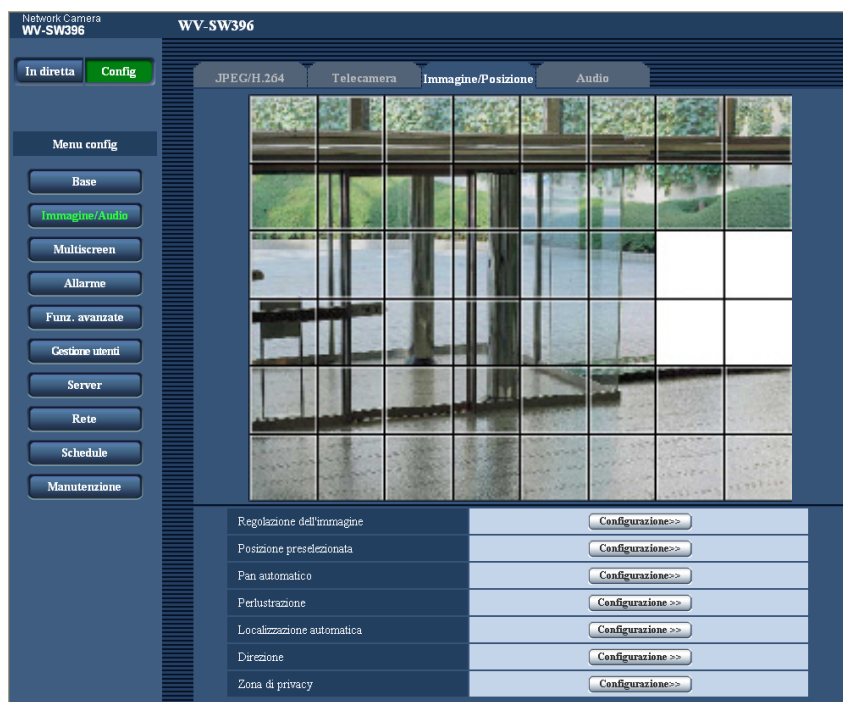 Network Camera
WV-SW396
WV-SW396
In diretta
Config
JPEG/H.264
Telecamera
Immagine/Posizione
Audio
Menu config
Base
Immagine/Audio
Multiscreen
Allarme
Funz. avanzate
Gestione utenti
Server
Rete
Schedule
Manutenzione
Regolazione dell'immagine
Configurazione>>
Posizione preselezionata
Configurazione>>
Pan automatico
Configurazione>>
Perlustrazione
Configurazione >>
Localizzazione automatica
Configurazione >>
Direzione
Configurazione >>
Zona di privacy
Configurazione>>